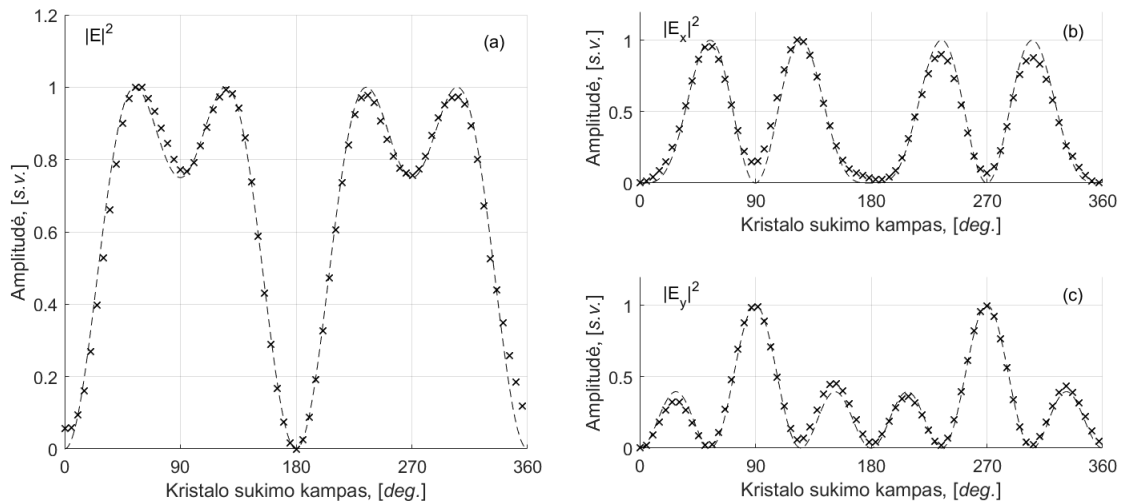 1.2
1
0.8
0.6
0.4
0.2
0
|E|²
(a)
Amplitudė, [s.v.]
0 90 180 270 360
Kristalo sukimo kampas, [deg.]
1
0.5
0
|Eₓ|²
(b)
Amplitudė, [s.v.]
0 90 180 270 360
Kristalo sukimo kampas, [deg.]
1
0.5
0
|E_y|²
(c)
Amplitudė, [s.v.]
0 90 180 270 360
Kristalo sukimo kampas, [deg.]